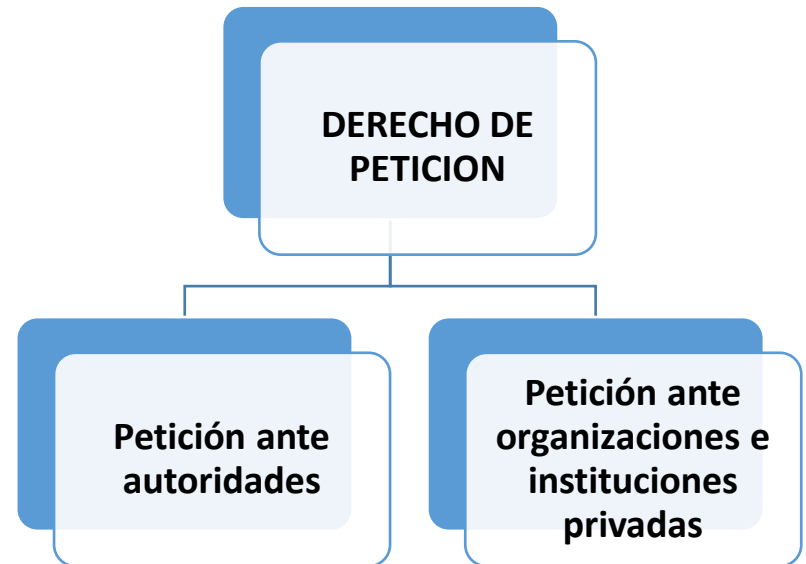 DERECHO DE
PETICION
Petición ante
autoridades
Petición ante
organizaciones e
instituciones
privadas